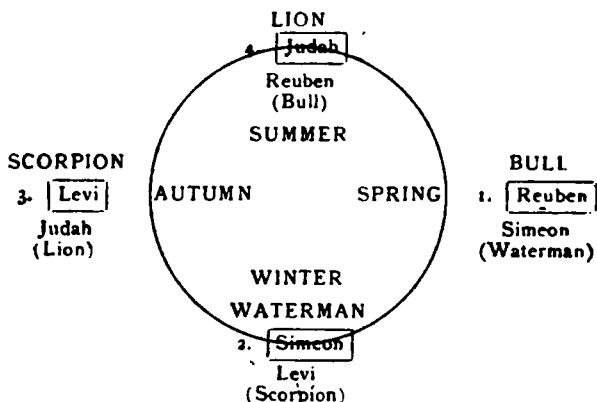 LION
4. Judah
Reuben
(Bull)
SUMMER
SCORPION
3. Levi
Judah
(Lion)
AUTUMN
SPRING
BULL
1. Reuben
Simeon
(Waterman)
WINTER
WATERMAN
2. Simeon
Levi
(Scorpion)